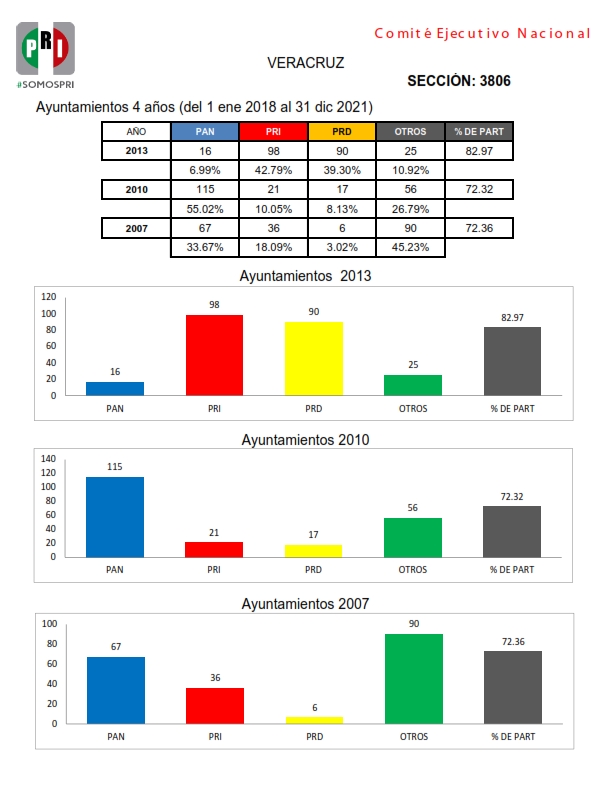 Comité Ejecutivo Nacional
PRI
#SOMOSPRI
VERACRUZ
SECCIÓN: 3806
Ayuntamientos 4 años (del 1 ene 2018 al 31 dic 2021)
AÑO PAN PRI PRD OTROS % DE PART
2013 16 98 90 25 82.97
6.99% 42.79% 39.30% 10.92%
2010 115 21 17 56 72.32
55.02% 10.05% 8.13% 26.79%
2007 67 36 6 90 72.36
33.67% 18.09% 3.02% 45.23%
Ayuntamientos 2013
120
100
80
60
40
20
0
16 98 90 25 82.97
PAN PRI PRD OTROS % DE PART
Ayuntamientos 2010
140
120
100
80
60
40
20
0
115 21 17 56 72.32
PAN PRI PRD OTROS % DE PART
Ayuntamientos 2007
100
80
60
40
20
0
67 36 6 90 72.36
PAN PRI PRD OTROS % DE PART